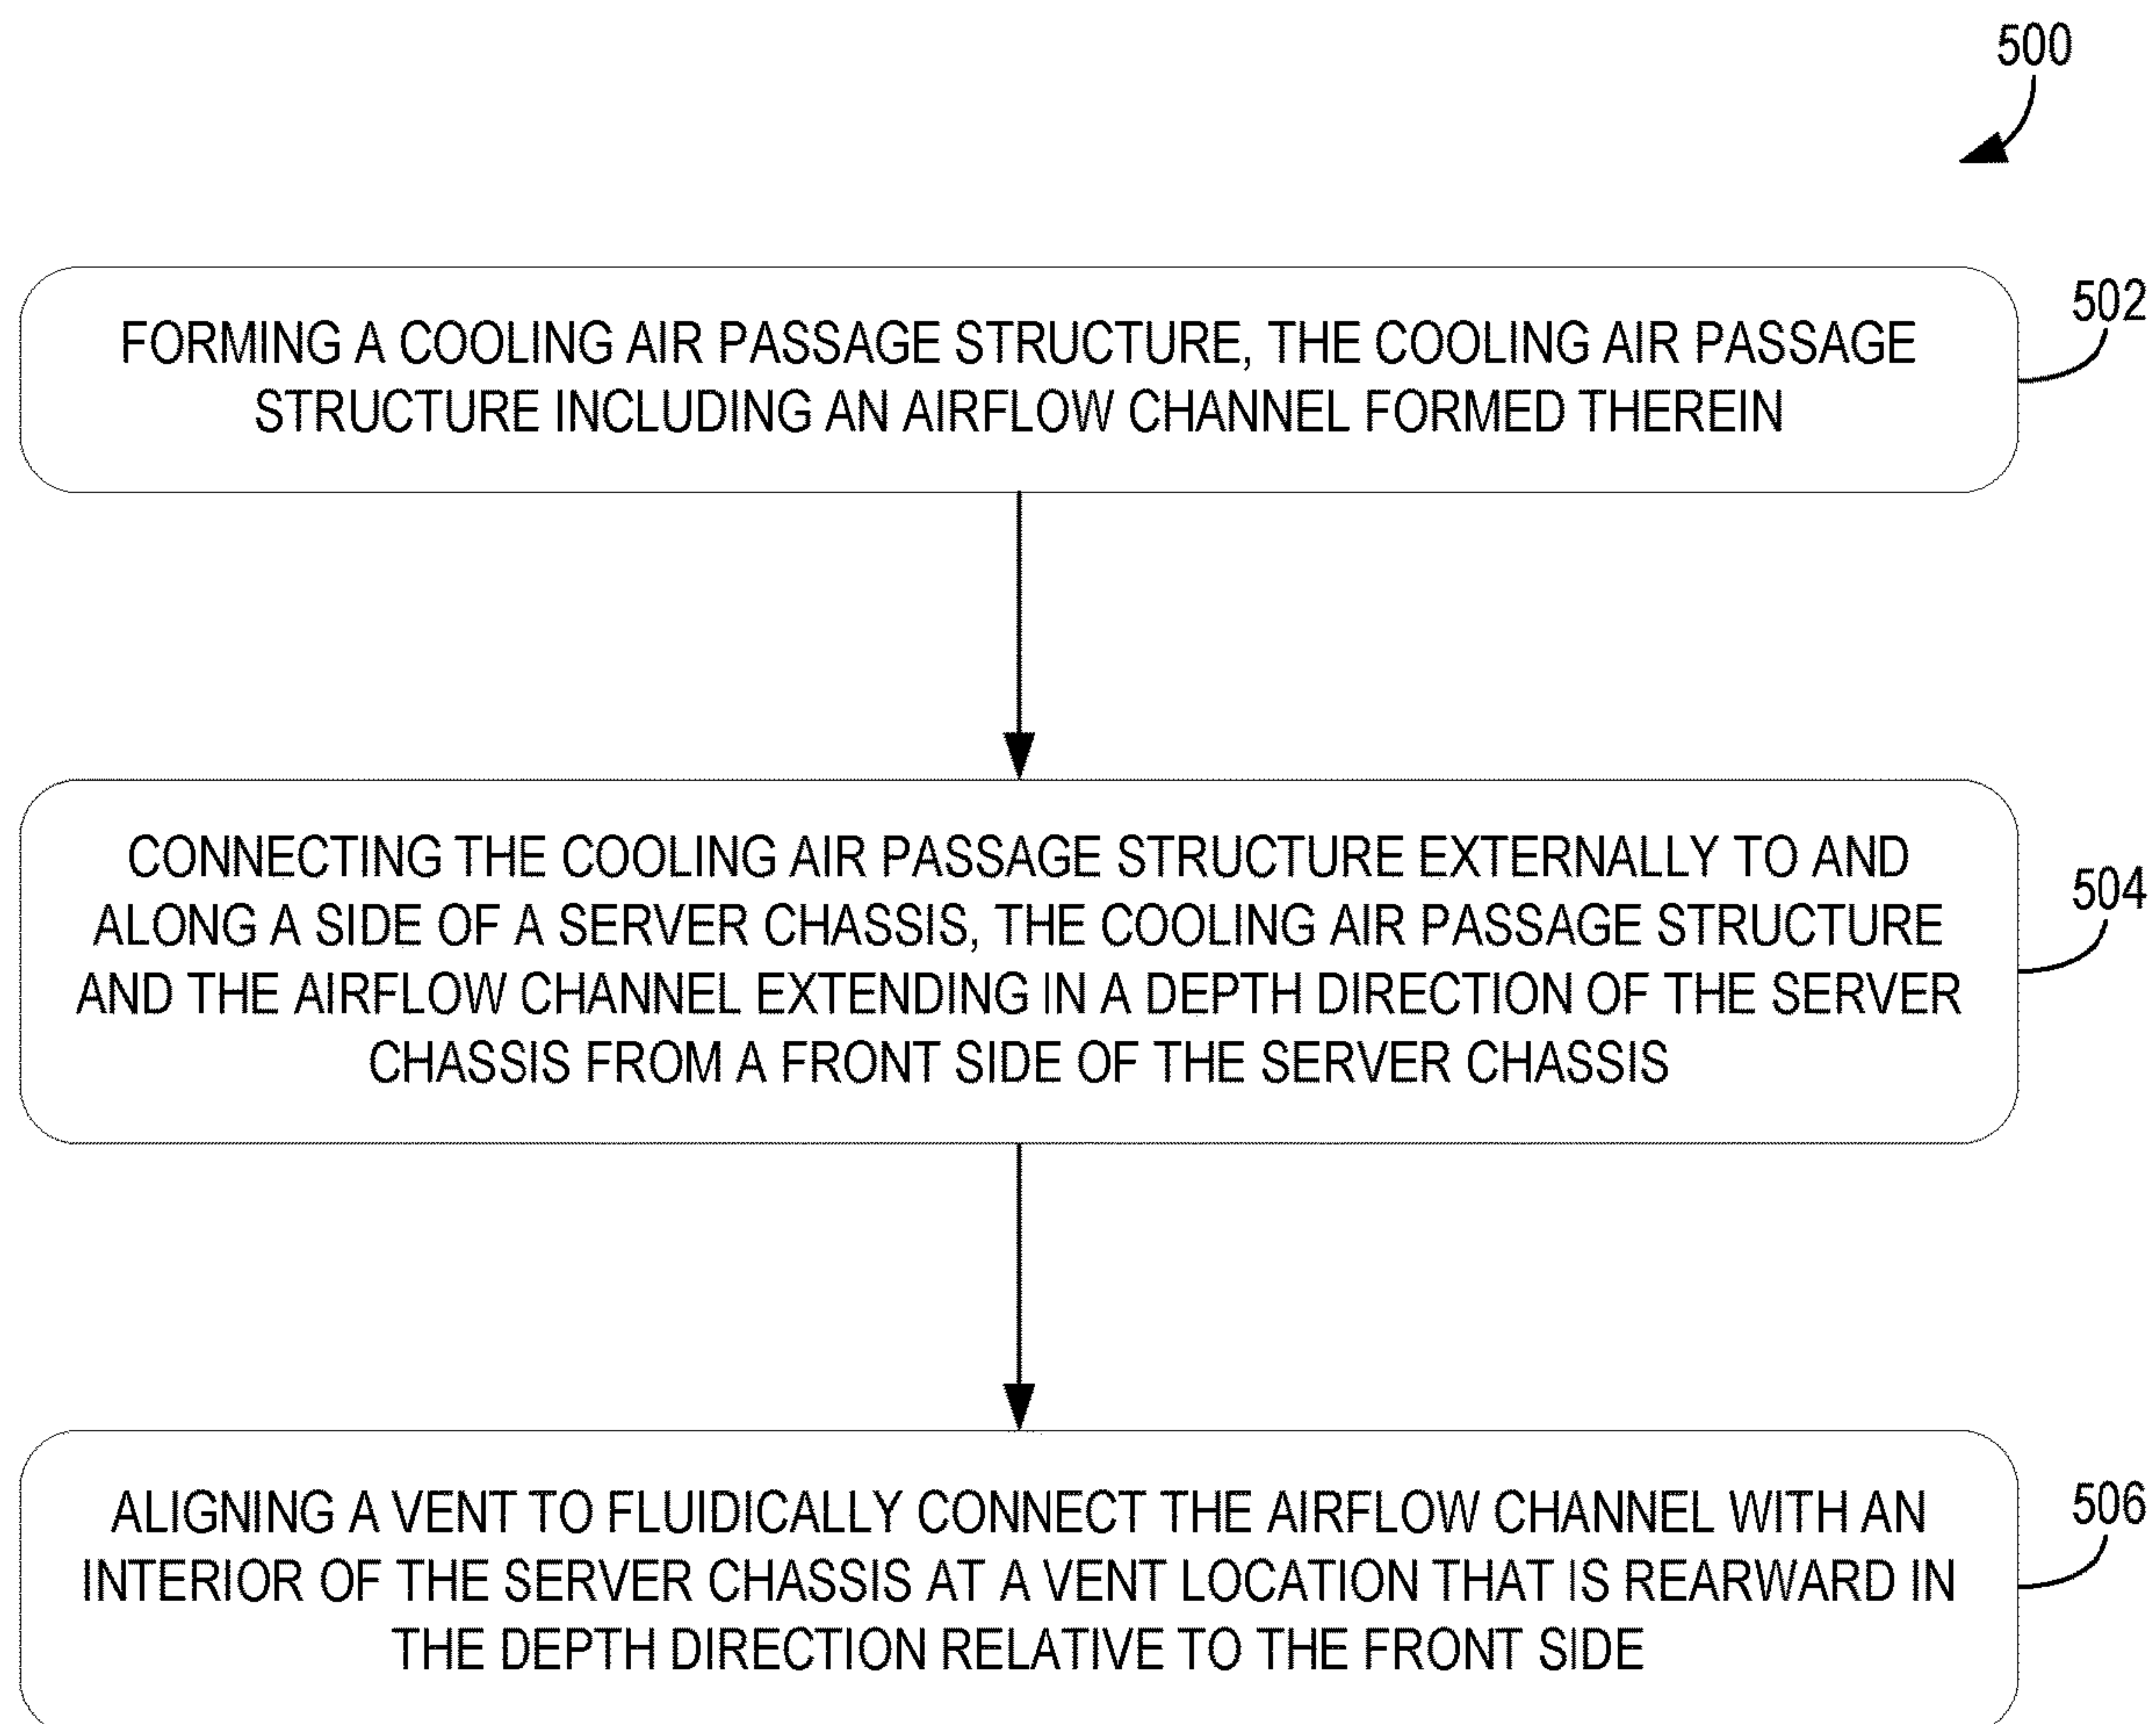 500
502
FORMING A COOLING AIR PASSAGE STRUCTURE, THE COOLING AIR PASSAGE
STRUCTURE INCLUDING AN AIRFLOW CHANNEL FORMED THEREIN
CONNECTING THE COOLING AIR PASSAGE STRUCTURE EXTERNALLY TO AND
ALONG A SIDE OF A SERVER CHASSIS, THE COOLING AIR PASSAGE STRUCTURE
AND THE AIRFLOW CHANNEL EXTENDING IN A DEPTH DIRECTION OF THE SERVER
CHASSIS FROM A FRONT SIDE OF THE SERVER CHASSIS
504
ALIGNING A VENT TO FLUIDICALLY CONNECT THE AIRFLOW CHANNEL WITH AN
INTERIOR OF THE SERVER CHASSIS AT A VENT LOCATION THAT IS REARWARD IN
THE DEPTH DIRECTION RELATIVE TO THE FRONT SIDE
506